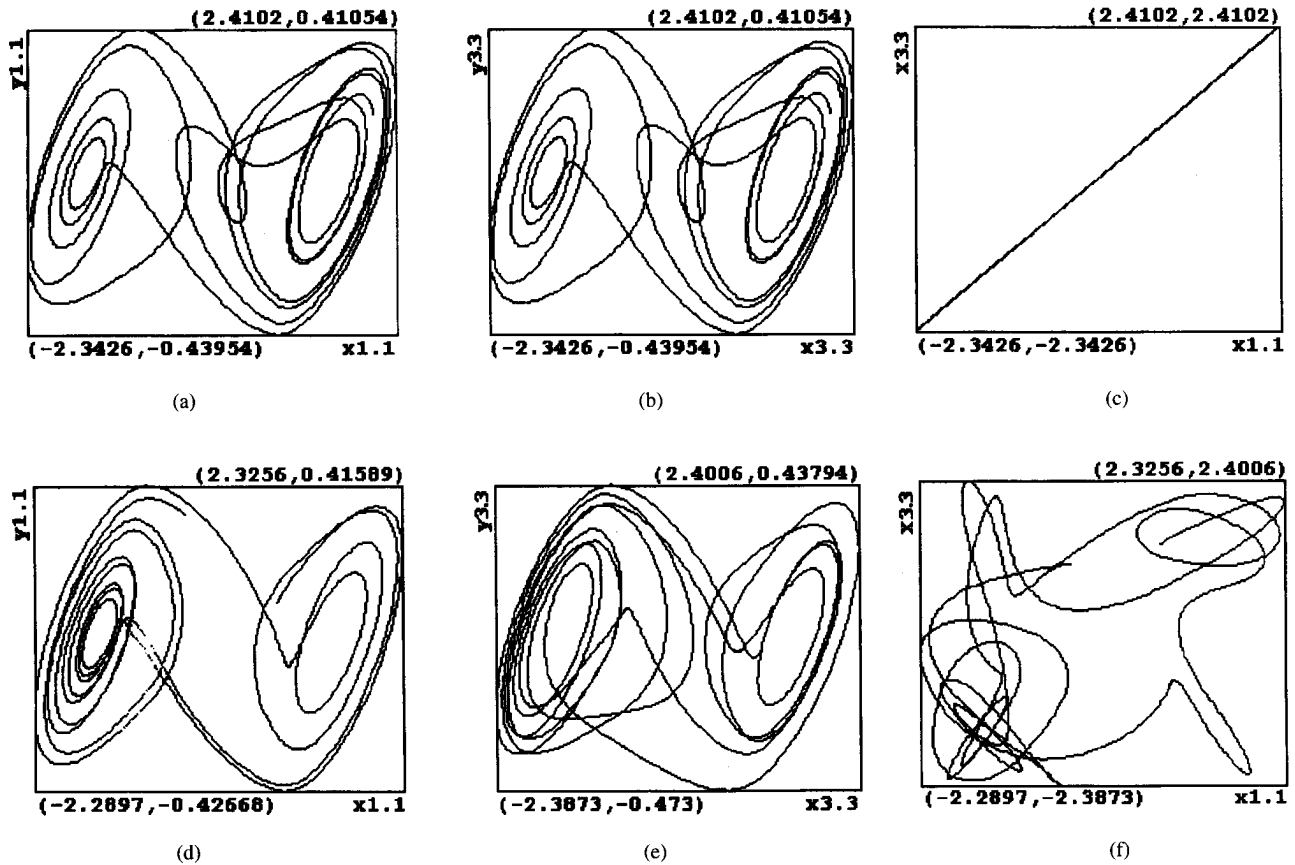 (2.4102,0.41054)
y1.1
(-2.3426,-0.43954)
x1.1
(a)
(2.4102,0.41054)
y3.3
(-2.3426,-0.43954)
x3.3
(b)
(2.4102,2.4102)
x3.3
(-2.3426,-2.3426)
x1.1
(c)
(2.3256,0.41589)
y1.1
(-2.2897,-0.42668)
x1.1
(d)
(2.4006,0.43794)
y3.3
(-2.3873,-0.473)
x3.3
(e)
(2.3256,2.4006)
x3.3
(-2.2897,-2.3873)
x1.1
(f)